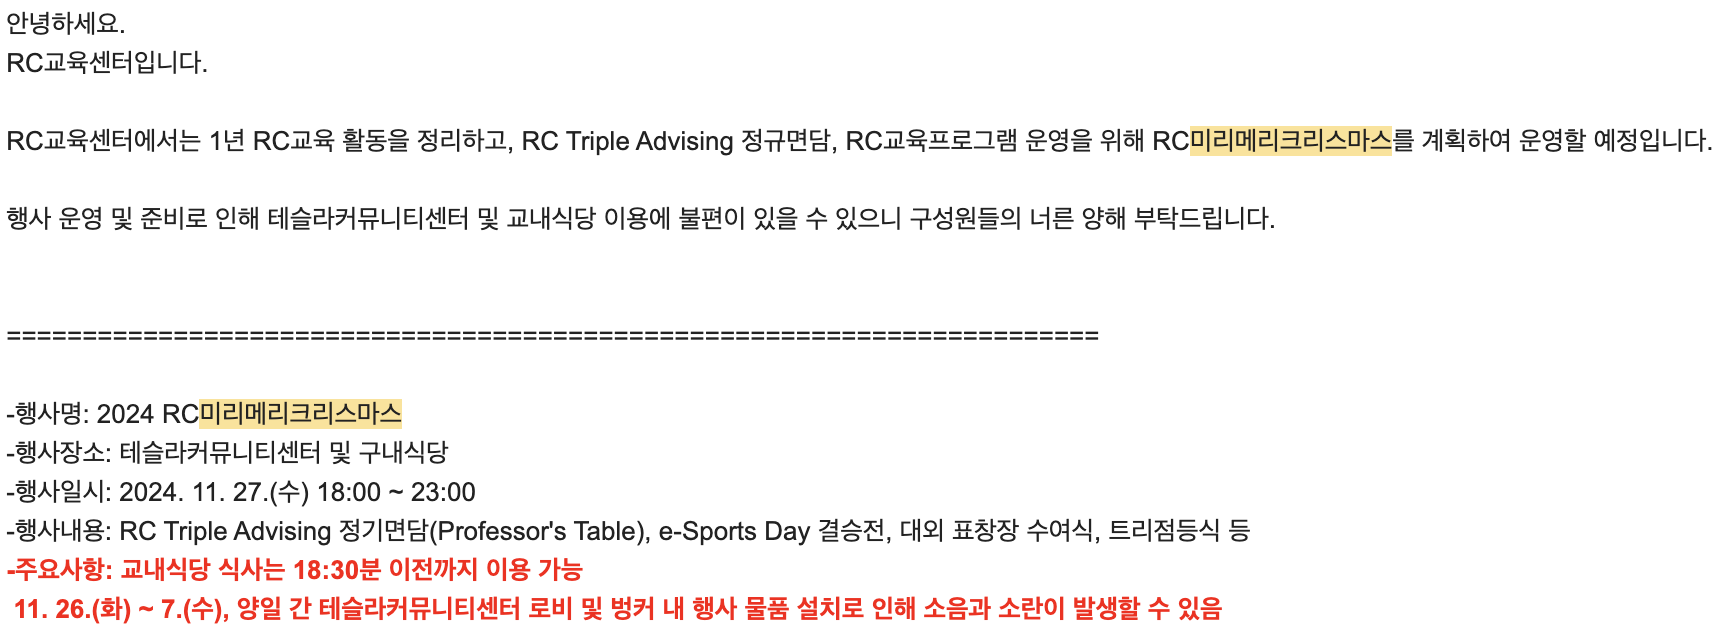 안녕하세요.
RC교육센터입니다.
RC교육센터에서는 1년 RC교육 활동을 정리하고, RC Triple Advising 정규면담, RC교육프로그램 운영을 위해 RC미리메리크리스마스를 계획하여 운영할 예정입니다.
행사 운영 및 준비로 인해 테슬라커뮤니티센터 및 교내식당 이용에 불편이 있을 수 있으니 구성원들의 너른 양해 부탁드립니다.
========================================================================
-행사명: 2024 RC미리메리크리스마스
-행사장소: 테슬라커뮤니티센터 및 구내식당
-행사일시: 2024. 11. 27.(수) 18:00 ~ 23:00
-행사내용: RC Triple Advising 정기면담(Professor's Table), e-Sports Day 결승전, 대외 표창장 수여식, 트리점등식 등
-주요사항: 교내식당 식사는 18:30분 이전까지 이용 가능
11. 26.(화) ~ 7.(수), 양일 간 테슬라커뮤니티센터 로비 및 벙커 내 행사 물품 설치로 인해 소음과 소란이 발생할 수 있음